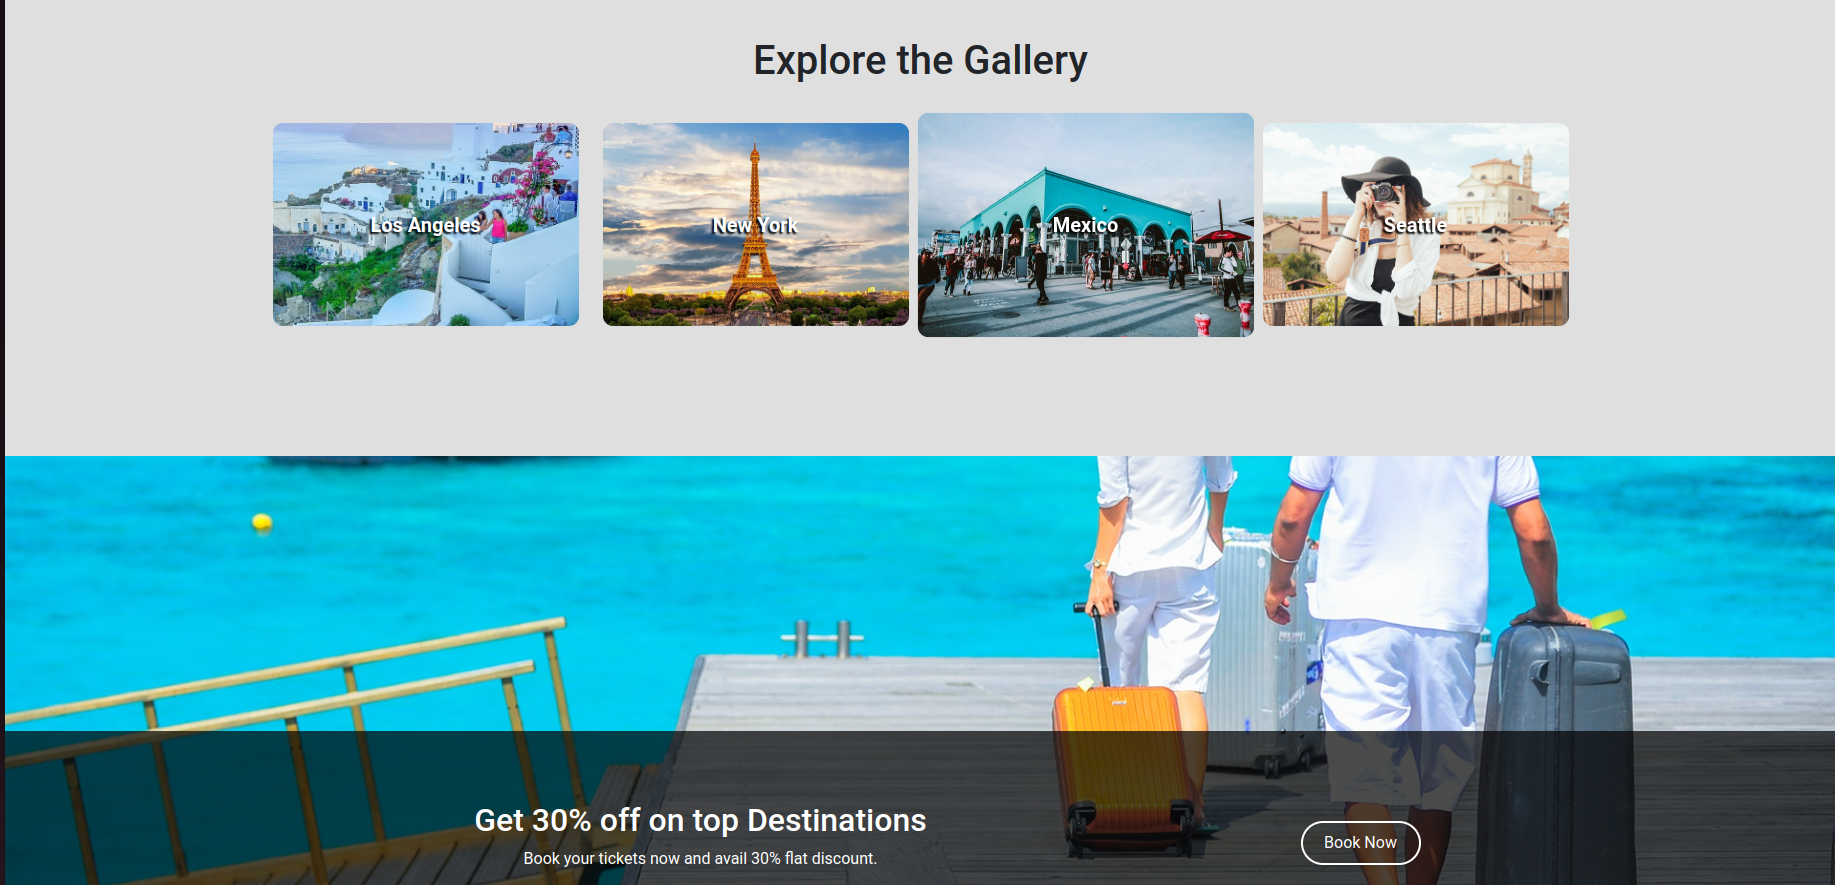 Explore the Gallery
Los Angeles
New York
Mexico
Seattle
Get 30% off on top Destinations
Book your tickets now and avail 30% flat discount.
Book Now